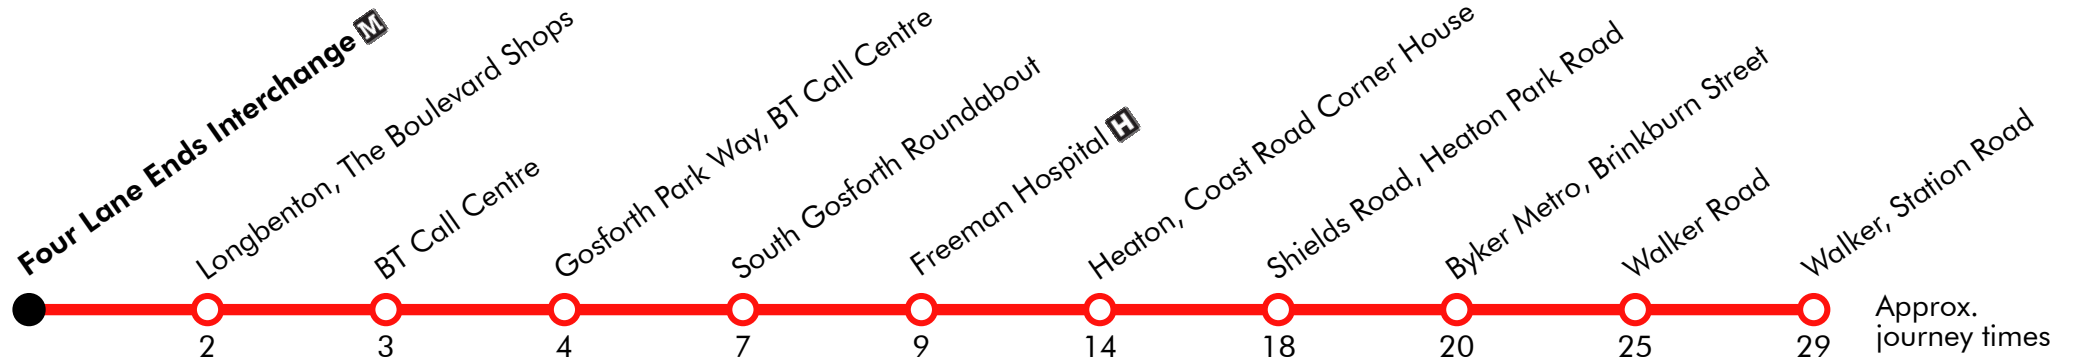 Four Lane Ends Interchange M
Longbenton, The Boulevard Shops
BT Call Centre
Gosforth Park Way, BT Call Centre
South Gosforth Roundabout
Freeman Hospital H
Heaton, Coast Road Corner House
Shields Road, Heaton Park Road
Byker Metro, Brinkburn Street
Walker Road
Walker, Station Road
2 3 4 7 9 14 18 20 25 29
Approx.
journey times